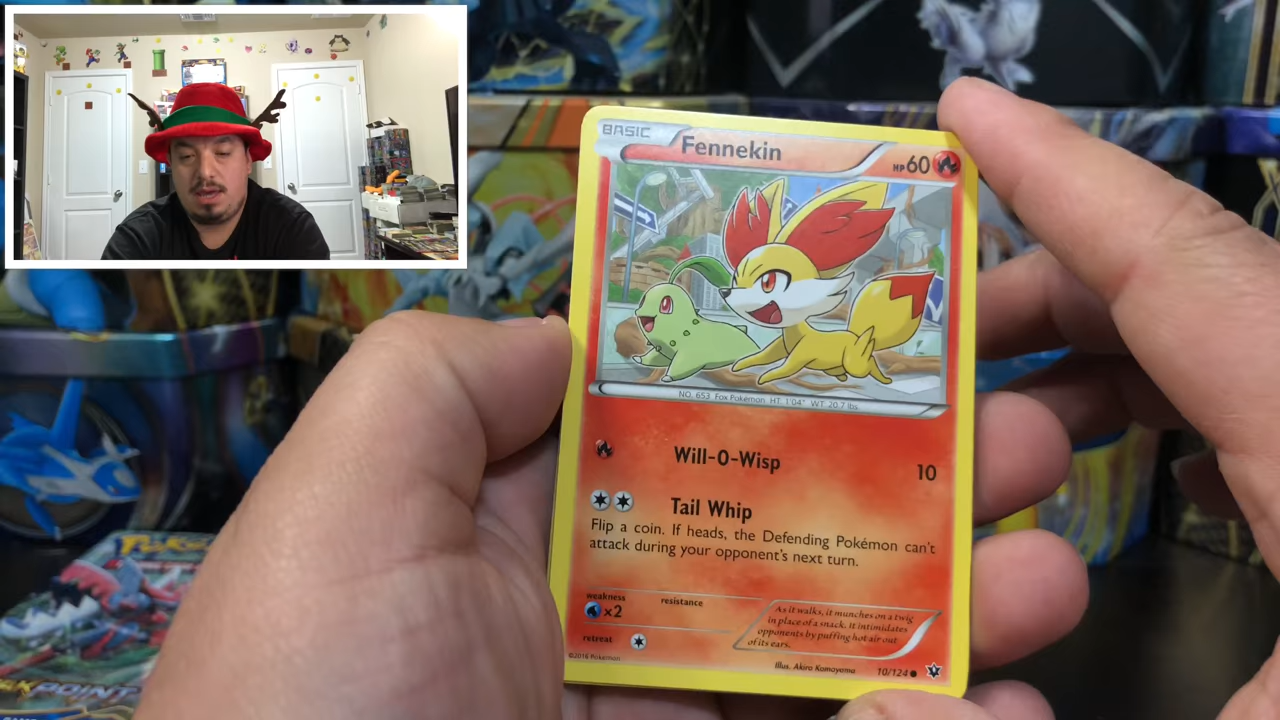 BASIC
Fennekin
HP60
NO. 653 Fox Pokémon HT: 1'04" WT: 20.7 lbs
Will-O-Wisp 10
Tail Whip
Flip a coin. If heads, the Defending Pokémon can't
attack during your opponent's next turn.
weakness resistance
×2
As it walks, it munches on a twig
in place of a snack. It intimidates
opponents by puffing hot air out
of its ears.
retreat
©2016 Pokémon
Illus. Akira Komayama
10/124